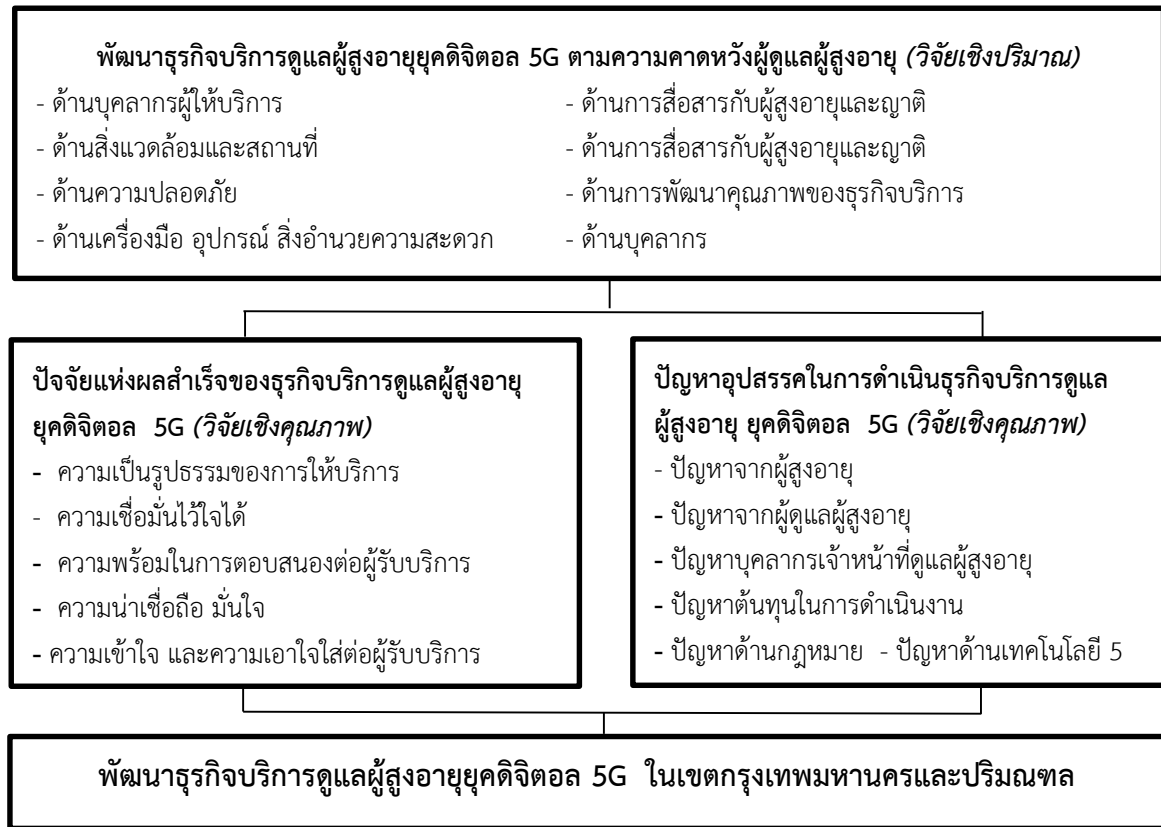 พัฒนาธุรกิจบริการดูแลผู้สูงอายุยุคดิจิตอล 5G ตามความคาดหวังผู้ดูแลผู้สูงอายุ (วิจัยเชิงปริมาณ)
- ด้านบุคลากรผู้ให้บริการ
- ด้านสิ่งแวดล้อมและสถานที่
- ด้านความปลอดภัย
- ด้านเครื่องมือ อุปกรณ์ สิ่งอำนวยความสะดวก
- ด้านการสื่อสารกับผู้สูงอายุและญาติ
- ด้านการสื่อสารกับผู้สูงอายุและญาติ
- ด้านการพัฒนาคุณภาพของธุรกิจบริการ
- ด้านบุคลากร
ปัจจัยแห่งผลสำเร็จของธุรกิจบริการดูแลผู้สูงอายุ
ยุคดิจิตอล 5G (วิจัยเชิงคุณภาพ)
- ความเป็นรูปธรรมของการให้บริการ
- ความเชื่อมั่นไว้ใจได้
- ความพร้อมในการตอบสนองต่อผู้รับบริการ
- ความน่าเชื่อถือ มั่นใจ
- ความเข้าใจ และความเอาใจใส่ต่อผู้รับบริการ
ปัญหาอุปสรรคในการดำเนินธุรกิจบริการดูแล
ผู้สูงอายุ ยุคดิจิตอล 5G (วิจัยเชิงคุณภาพ)
- ปัญหาจากผู้สูงอายุ
- ปัญหาจากผู้ดูแลผู้สูงอายุ
- ปัญหาบุคลากรเจ้าหน้าที่ดูแลผู้สูงอายุ
- ปัญหาต้นทุนในการดำเนินงาน
- ปัญหาด้านกฎหมาย - ปัญหาด้านเทคโนโลยี 5
พัฒนาธุรกิจบริการดูแลผู้สูงอายุยุคดิจิตอล 5G ในเขตกรุงเทพมหานครและปริมณฑล